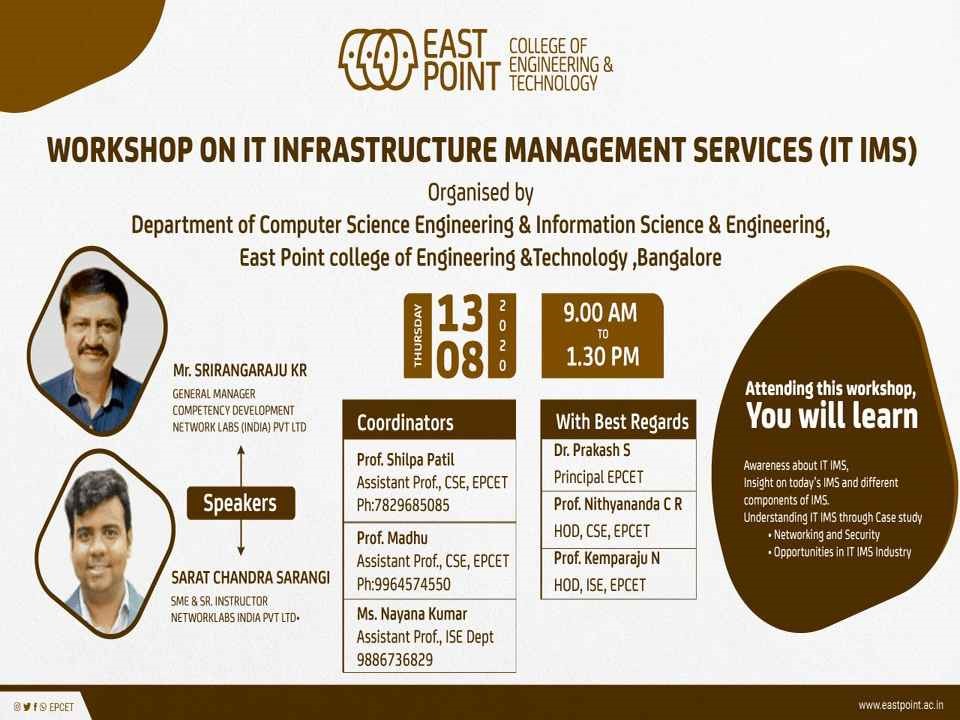 EAST POINT
COLLEGE OF
ENGINEERING &
TECHNOLOGY
WORKSHOP ON IT INFRASTRUCTURE MANAGEMENT SERVICES (IT IMS)
Organised by
Department of Computer Science Engineering & Information Science & Engineering,
East Point college of Engineering &Technology ,Bangalore
THURSDAY
13
08
2020
9.00 AM
TO
1.30 PM
Mr. SRIRANGARAJU KR
GENERAL MANAGER
COMPETENCY DEVELOPMENT
NETWORK LABS (INDIA) PVT LTD
Speakers
SARAT CHANDRA SARANGI
SME & SR. INSTRUCTOR
NETWORKLABS INDIA PVT LTD•
Coordinators
Prof. Shilpa Patil
Assistant Prof., CSE, EPCET
Ph:7829685085
Prof. Madhu
Assistant Prof., CSE, EPCET
Ph:9964574550
Ms. Nayana Kumar
Assistant Prof., ISE Dept
9886736829
With Best Regards
Dr. Prakash S
Principal EPCET
Prof. Nithyananda C R
HOD, CSE, EPCET
Prof. Kemparaju N
HOD, ISE, EPCET
Attending this workshop,
You will learn
Awareness about IT IMS,
Insight on today's IMS and different
components of IMS.
Understanding IT IMS through Case study
• Networking and Security
• Opportunities in IT IMS Industry
EPCET
www.eastpoint.ac.in